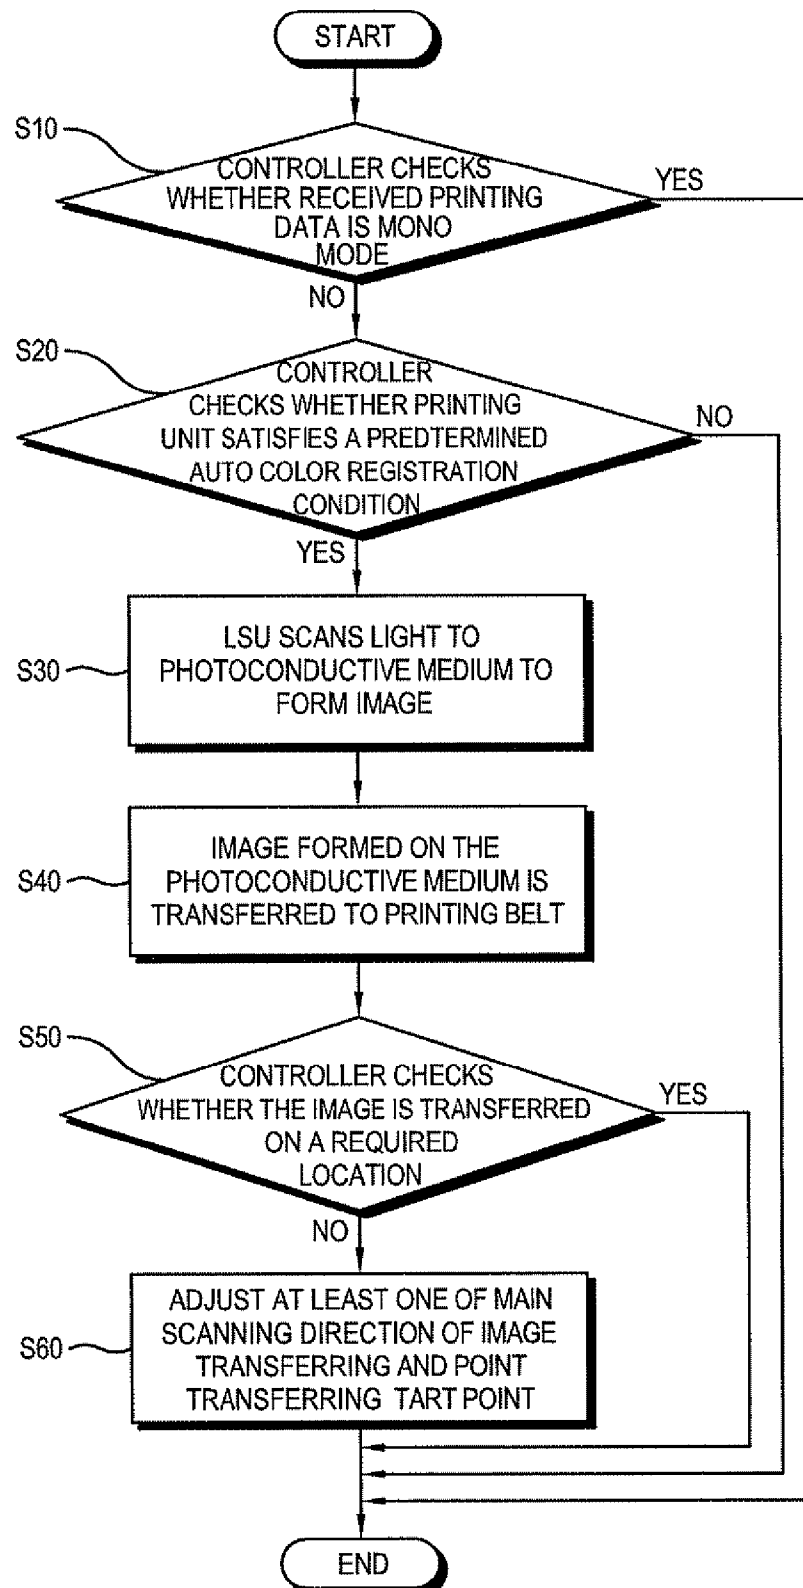 START
S10
CONTROLLER CHECKS
WHETHER RECEIVED PRINTING
DATA IS MONO
MODE
YES
NO
S20
CONTROLLER
CHECKS WHETHER PRINTING
UNIT SATISFIES A PREDTERMINED
AUTO COLOR REGISTRATION
CONDITION
NO
YES
S30
LSU SCANS LIGHT TO
PHOTOCONDUCTIVE MEDIUM TO
FORM IMAGE
S40
IMAGE FORMED ON THE
PHOTOCONDUCTIVE MEDIUM IS
TRANSFERRED TO PRINTING BELT
S50
CONTROLLER CHECKS
WHETHER THE IMAGE IS TRANSFERRED
ON A REQUIRED
LOCATION
YES
NO
S60
ADJUST AT LEAST ONE OF MAIN
SCANNING DIRECTION OF IMAGE
TRANSFERRING AND POINT
TRANSFERRING TART POINT
END